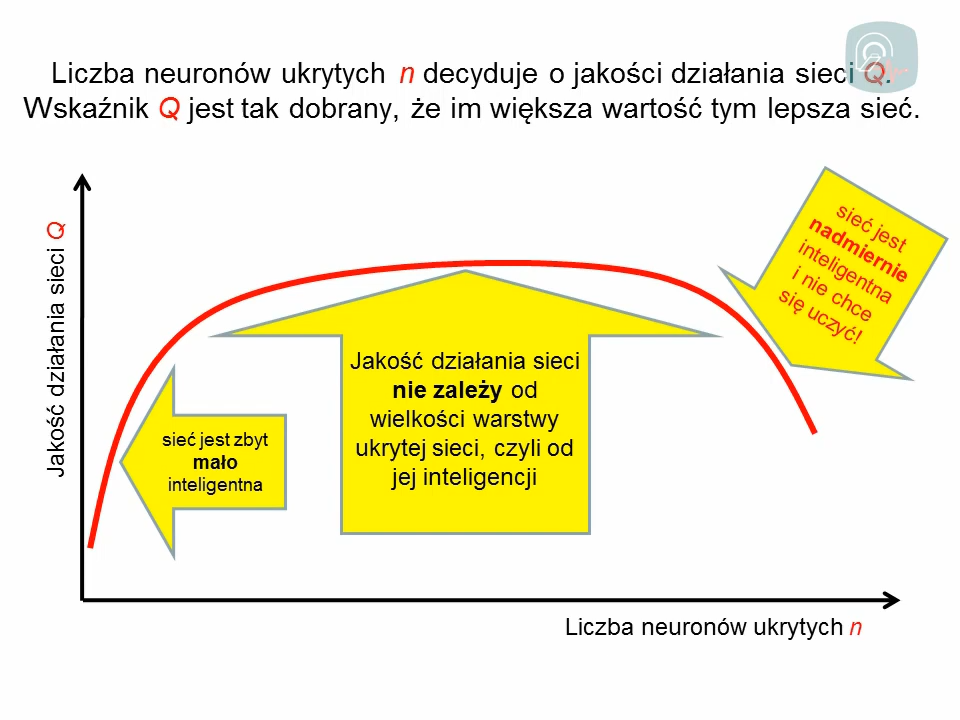 Liczba neuronów ukrytych n decyduje o jakości działania sieci Q.
Wskaźnik Q jest tak dobrany, że im większa wartość tym lepsza sieć.
Jakość działania sieci Q
sieć jest zbyt
mało
inteligentna
Jakość działania sieci
nie zależy od
wielkości warstwy
ukrytej sieci, czyli od
jej inteligencji
sieć jest
nadmiernie
inteligentna
i nie chce
się uczyć!
Liczba neuronów ukrytych n